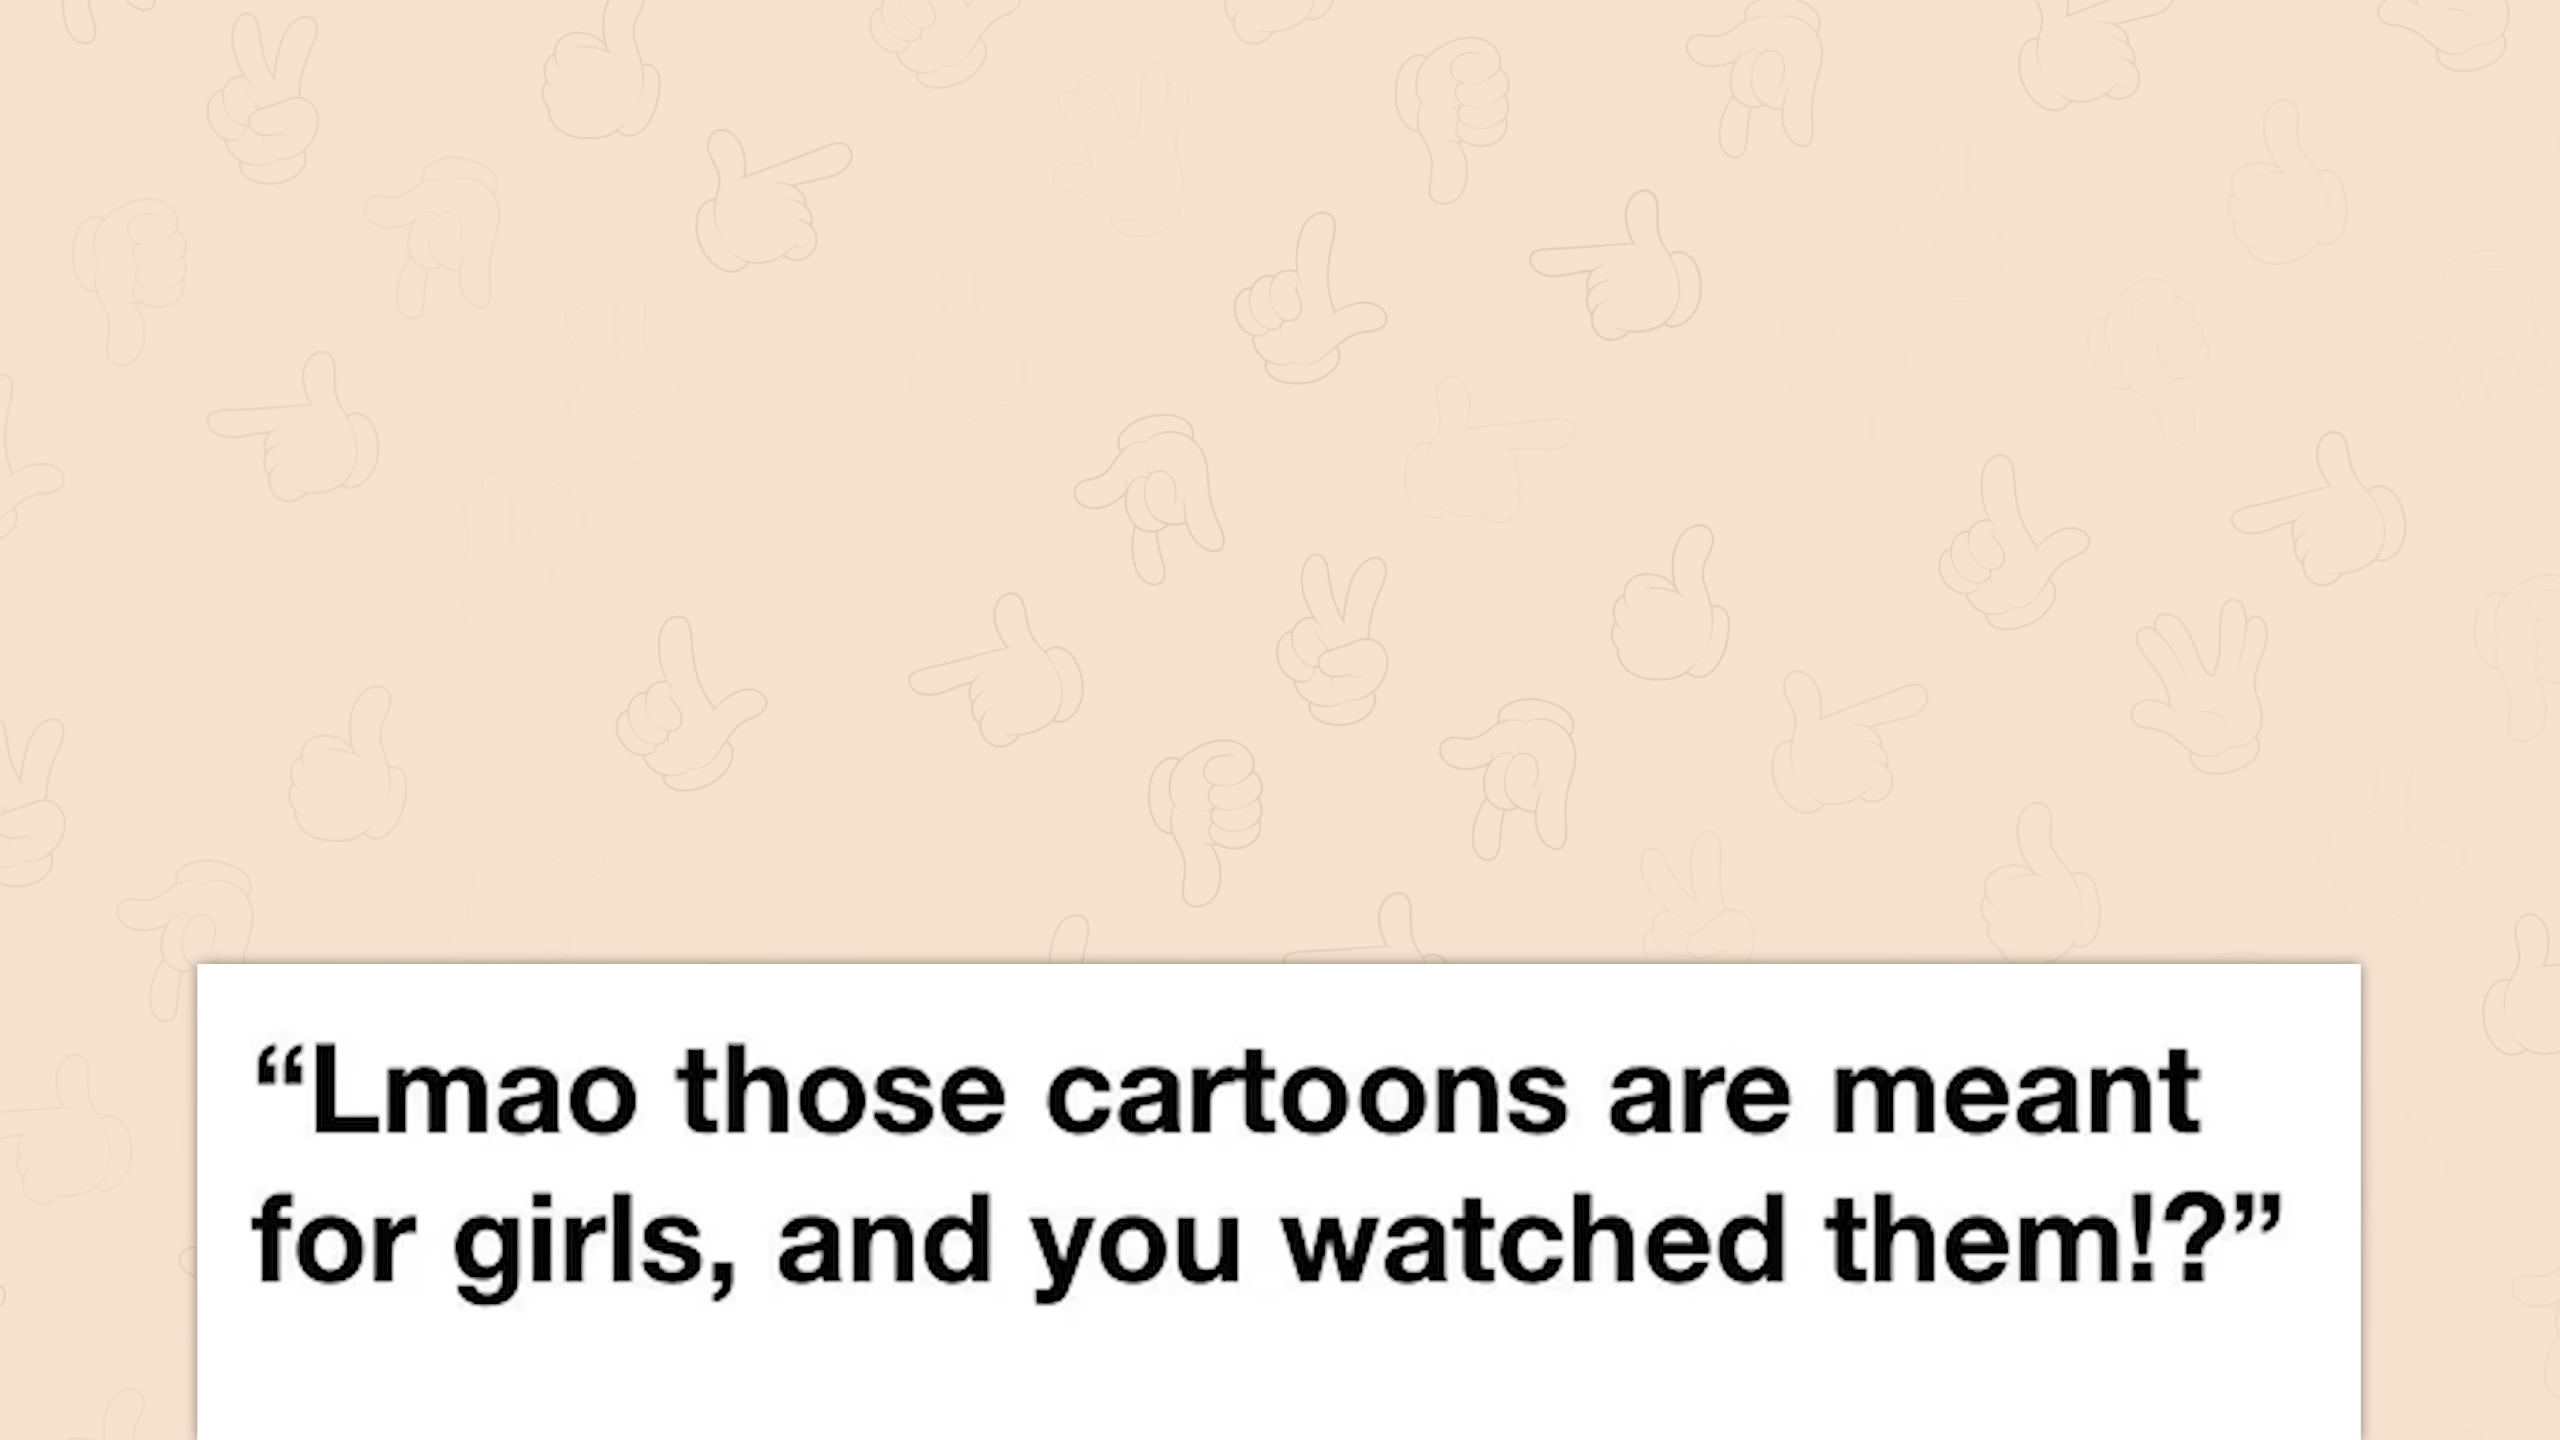 “Lmao those cartoons are meant
for girls, and you watched them!?”